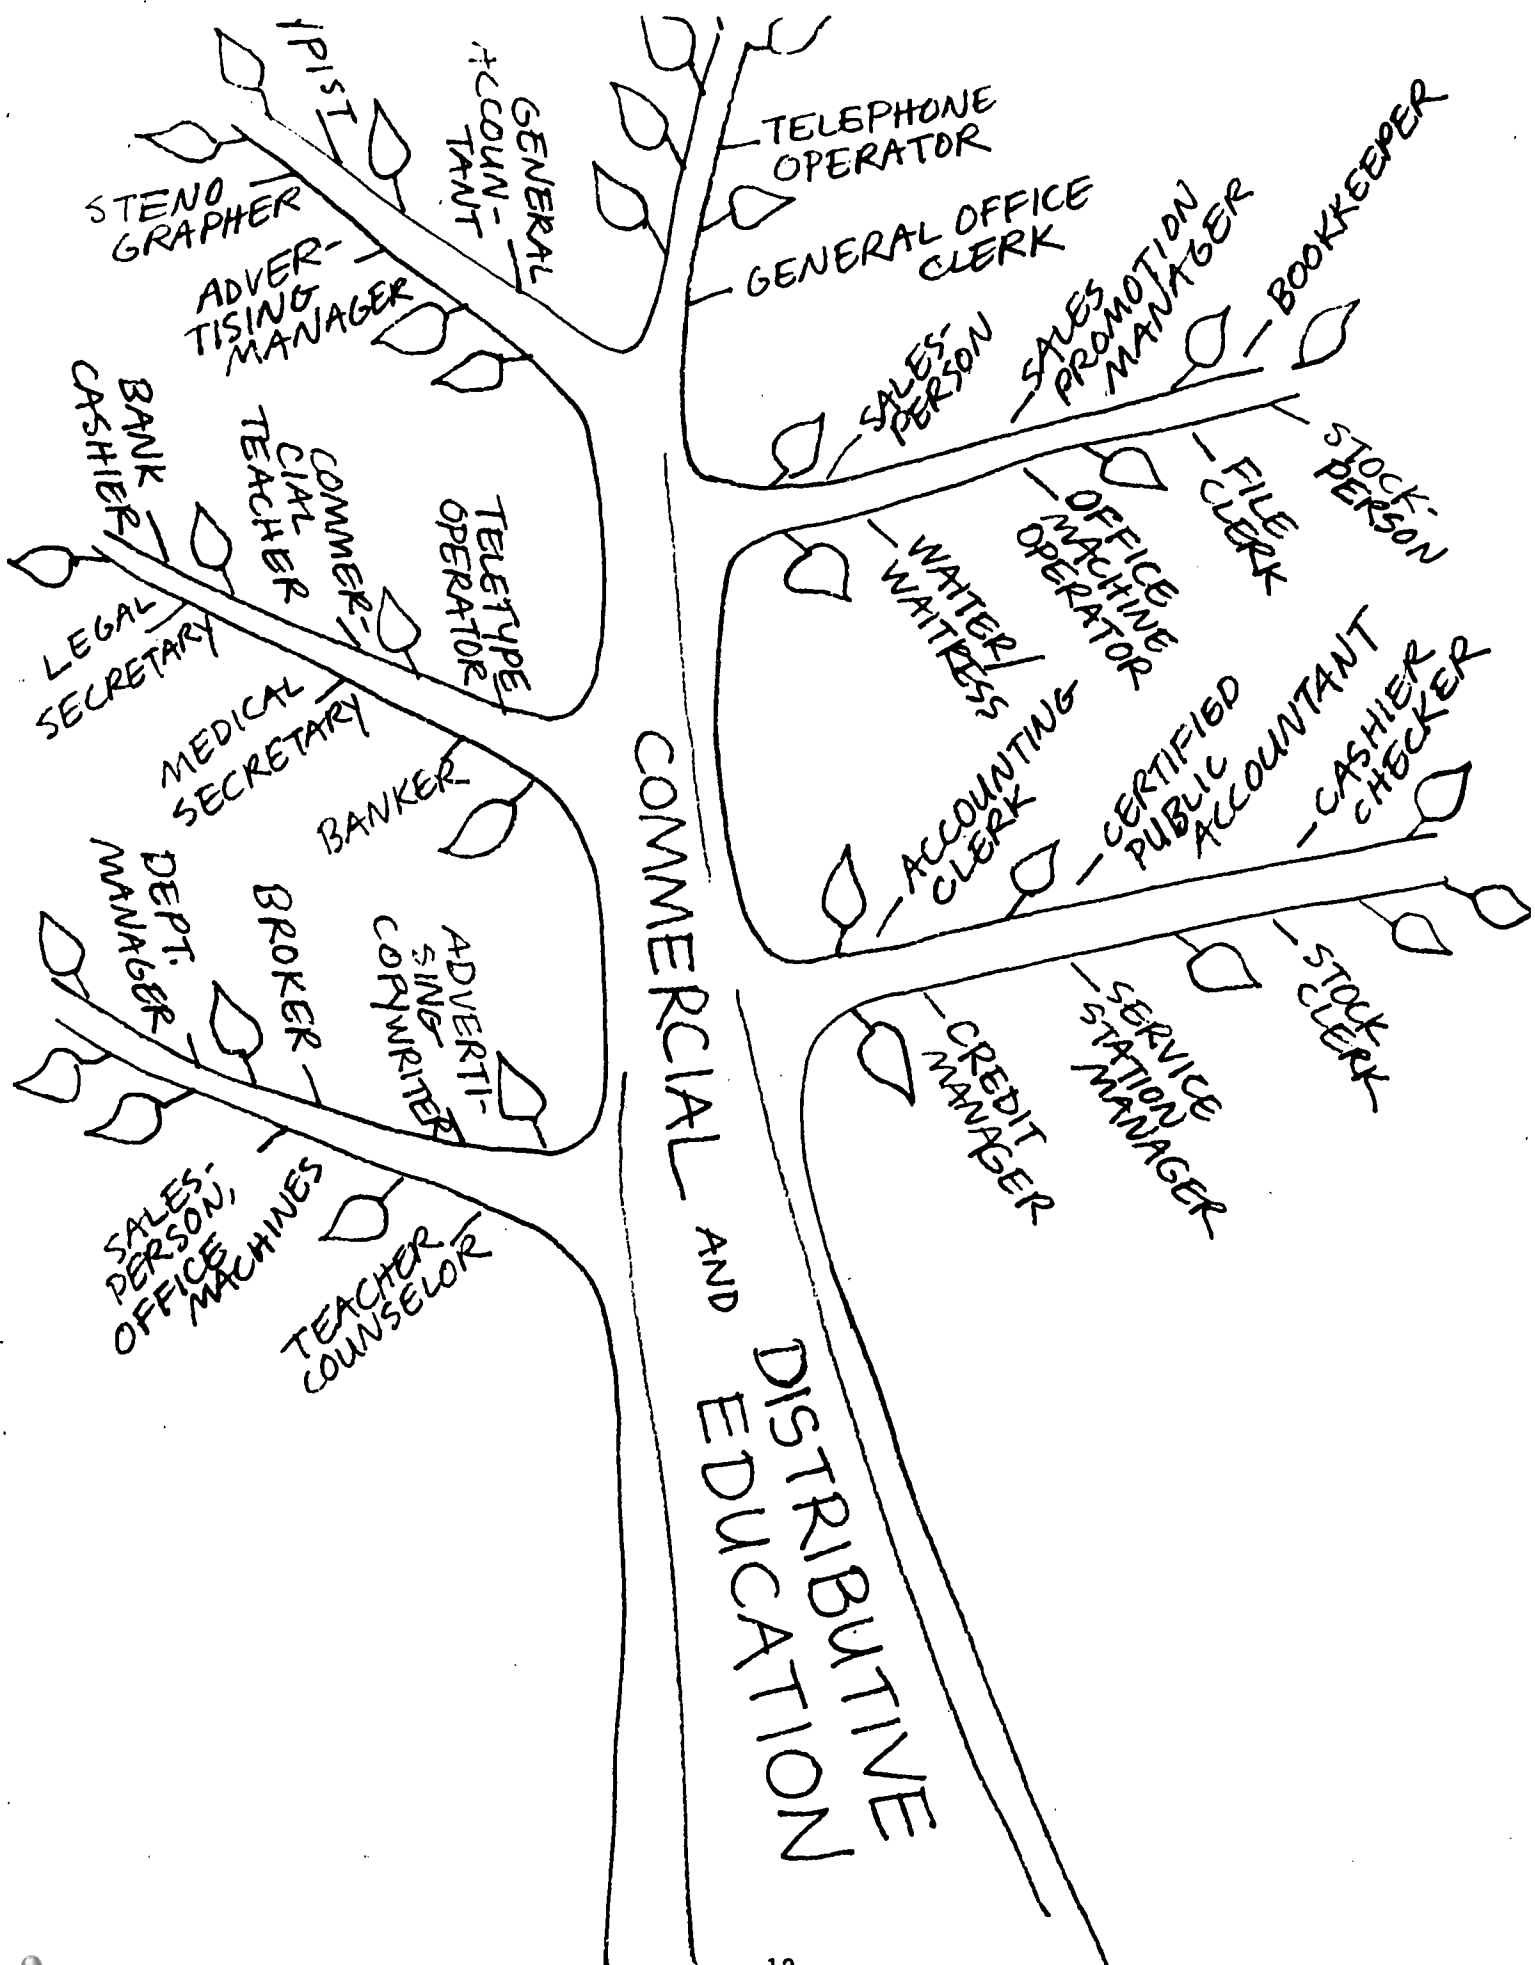 YPIST
STENO
GRAPHER
GENERAL
ACCOUN-
TANT
ADVER-
TISING
MANAGER
TELEPHONE
OPERATOR
GENERAL OFFICE
CLERK
SALES-
PERSON
SALES
PROMOTION
MANAGER
BOOKKEEPER
STOCK-
PERSON
FILE
CLERK
OFFICE
MACHINE
OPERATOR
WAITER/
WAITRESS
BANK
CASHIER
COMMER-
CIAL
TEACHER
TELETYPE
OPERATOR
LEGAL
SECRETARY
MEDICAL
SECRETARY
BANKER
ACCOUNTING
CLERK
CERTIFIED
PUBLIC
ACCOUNTANT
CASHIER
CHECKER
STOCK
CLERK
SERVICE
STATION
MANAGER
CREDIT
MANAGER
DEPT.
MANAGER
BROKER
ADVERTI-
SING
COPYWRITER
SALES-
PERSON,
OFFICE
MACHINES
TEACHER
COUNSELOR
COMMERCIAL AND DISTRIBUTIVE
EDUCATION